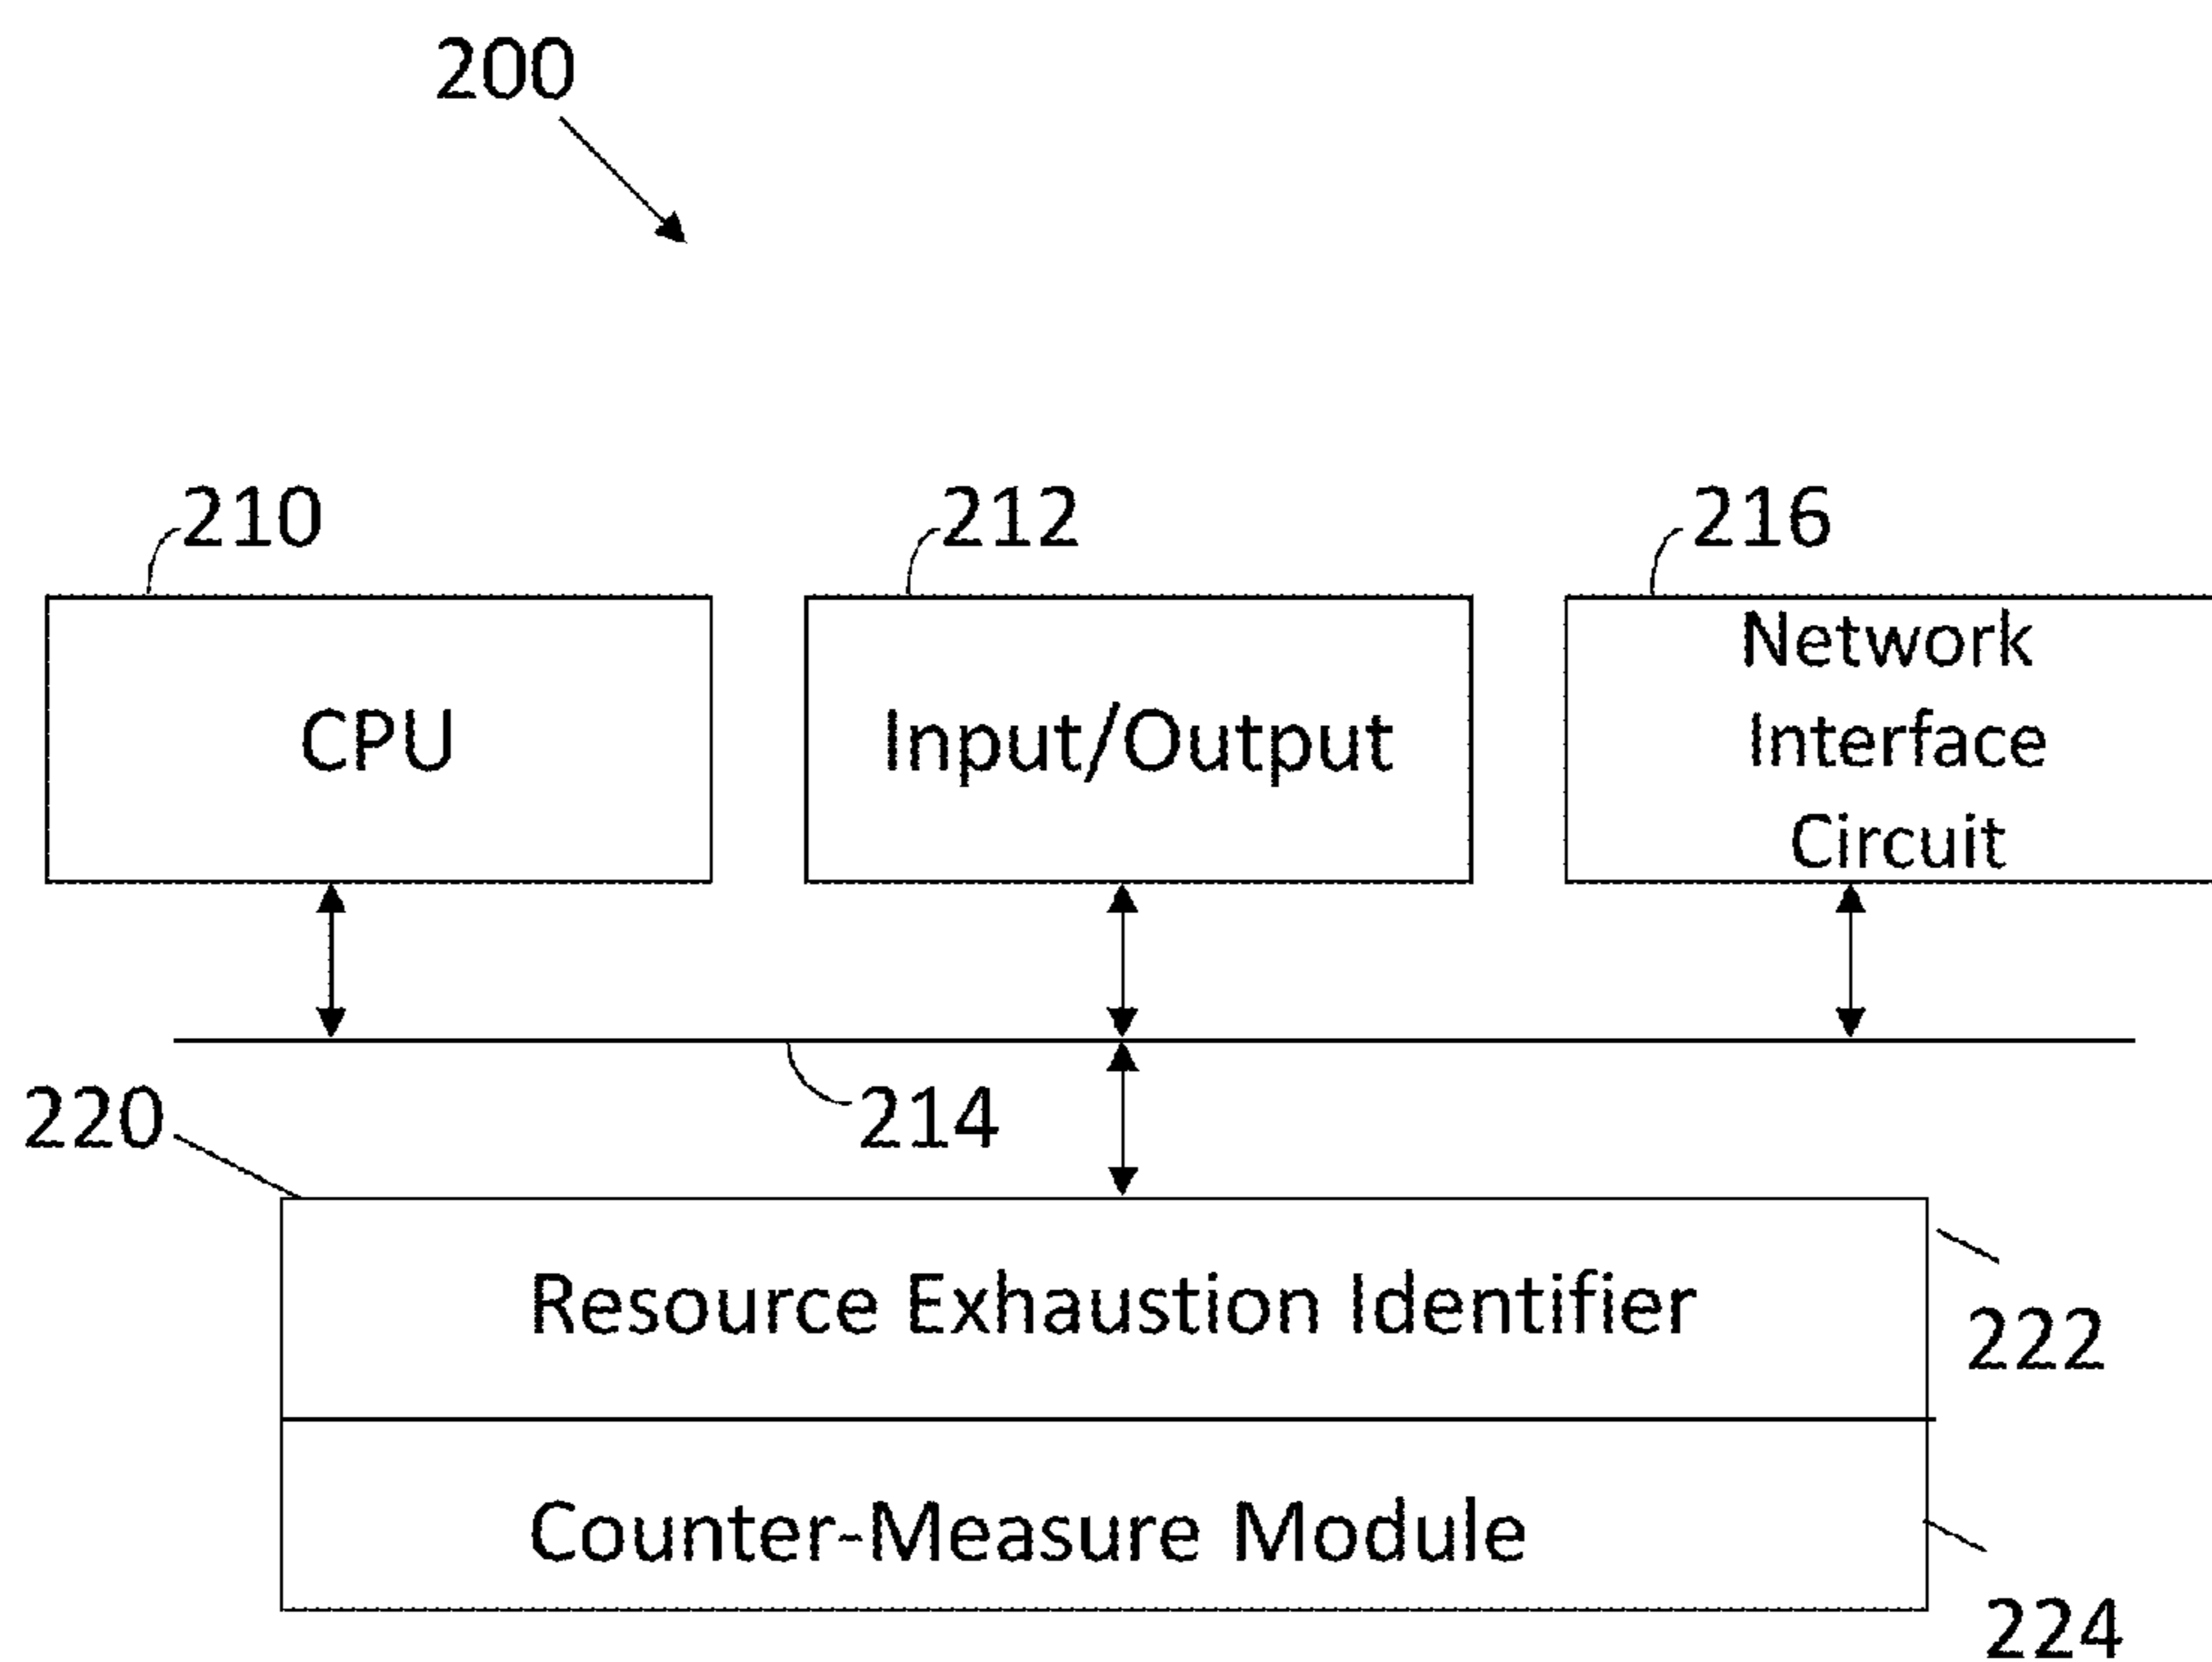 200
210
212
216
CPU
Input/Output
Network
Interface
Circuit
220
214
Resource Exhaustion Identifier
222
Counter-Measure Module
224